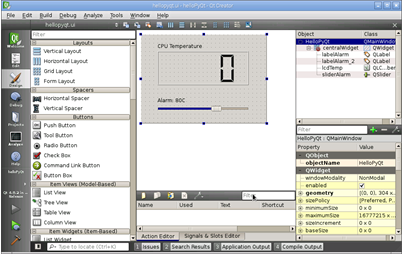 hellopyqt.ui - HelloPyQt - Qt Creator
File Edit Build Debug Analyze Tools Window Help
hellopyqt.ui
Welcome
Edit
Design
Debug
Projects
Analyze
Help
HelloPyQt
Filter
Layouts
Vertical Layout
Horizontal Layout
Grid Layout
Form Layout
Spacers
Horizontal Spacer
Vertical Spacer
Buttons
Push Button
Tool Button
Radio Button
Check Box
Command Link Button
Button Box
Item Views (Model-Based)
List View
Tree View
Table View
Column View
Item Widgets (Item-Based)
List Widget
CPU Temperature
0
Alarm: 80C
Filter
Name Used Text Shortcut
Action Editor Signals & Slots Editor
Object Class
HelloPyQt QMainWindow
centralWidget QWidget
labelAlarm QLabel
labelAlarm_2 QLabel
lcdTemp QLC...ber
sliderAlarm QSlider
Filter
HelloPyQt : QMainWindow
Property Value
QObject
objectName HelloPyQt
QWidget
windowModality NonModal
enabled
geometry [(0, 0), 304 x...
sizePolicy [Preferred, P...
minimumSize 0 x 0
maximumSize 16777215 x...
sizeIncrement 0 x 0
baseSize 0 x 0
Type to locate (Ctrl+K)
1 Issues 2 Search Results 3 Application Output 4 Compile Output